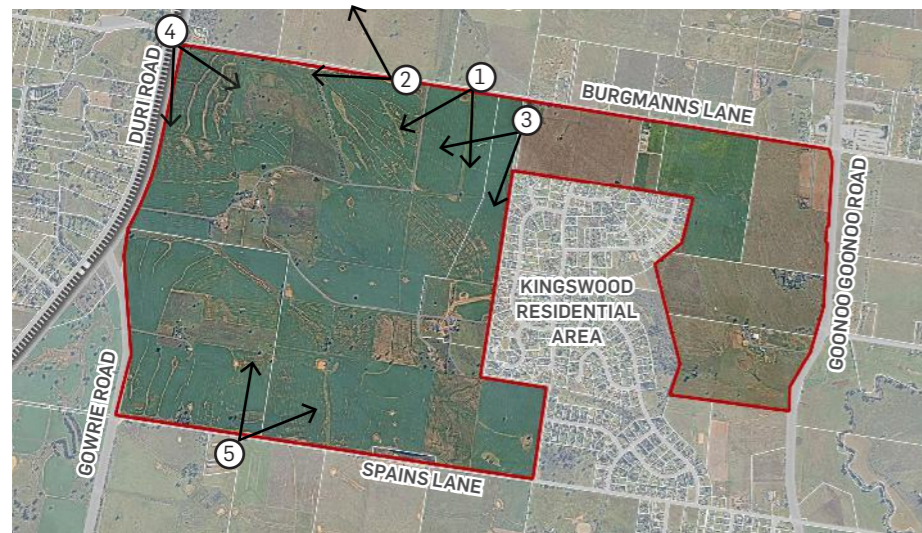 4
DURI ROAD
2
1
3
BURGMANNS LANE
GOONOO GOONOO ROAD
KINGSWOOD
RESIDENTIAL
AREA
GOWRIE ROAD
5
SPAINS LANE